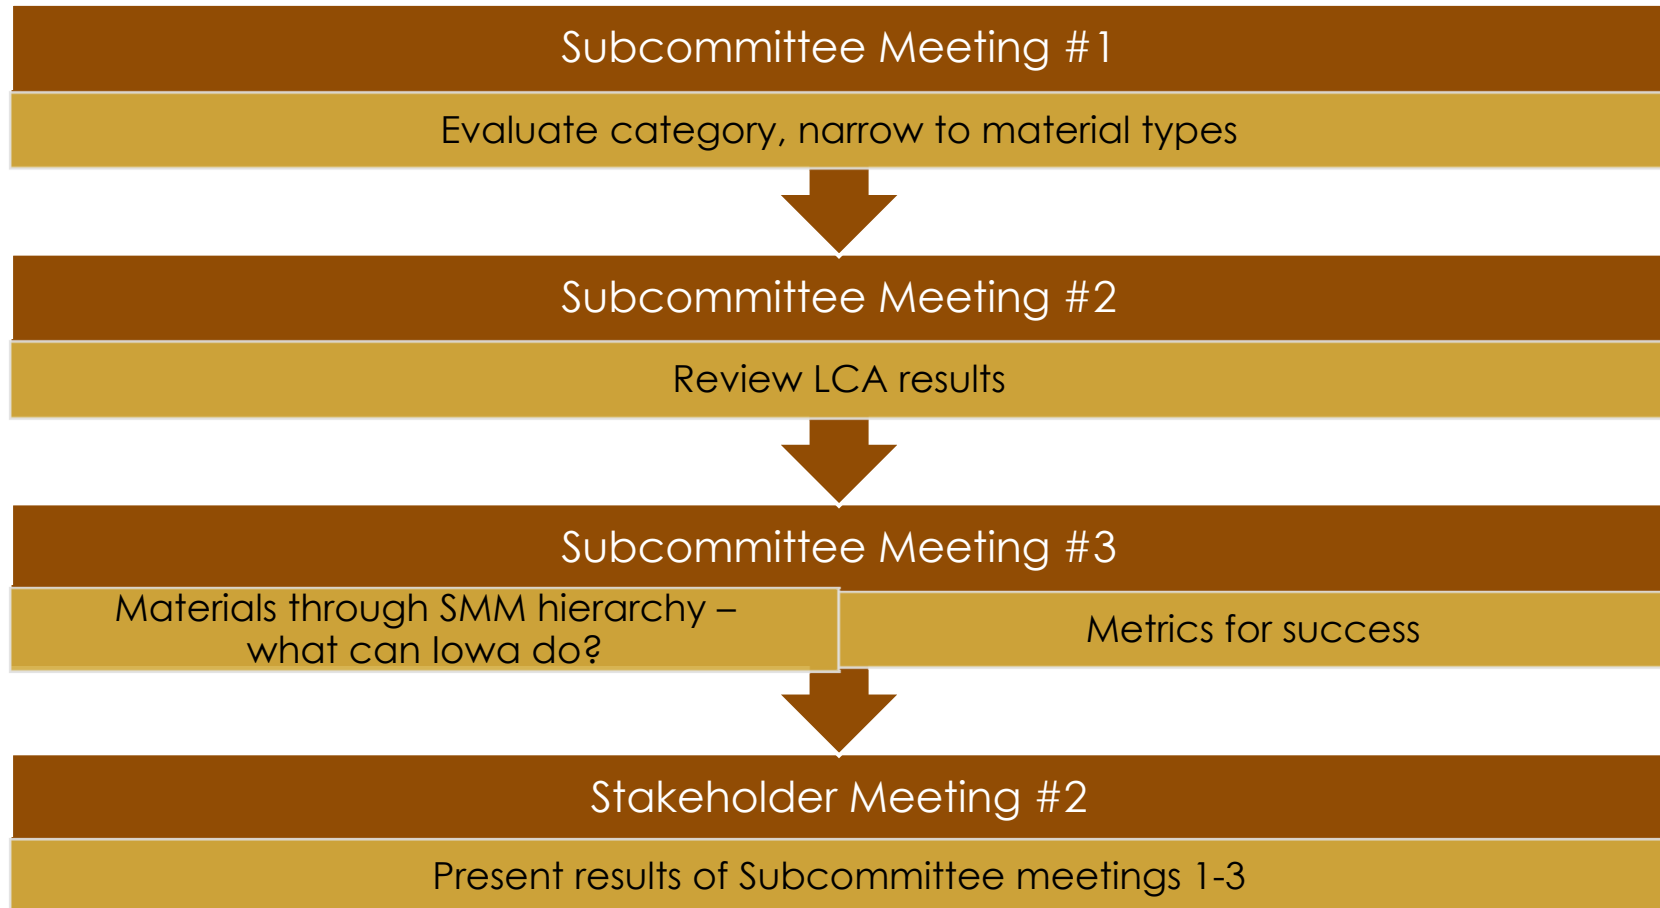 Subcommittee Meeting #1
Evaluate category, narrow to material types
Subcommittee Meeting #2
Review LCA results
Subcommittee Meeting #3
Materials through SMM hierarchy –
what can Iowa do?
Metrics for success
Stakeholder Meeting #2
Present results of Subcommittee meetings 1-3